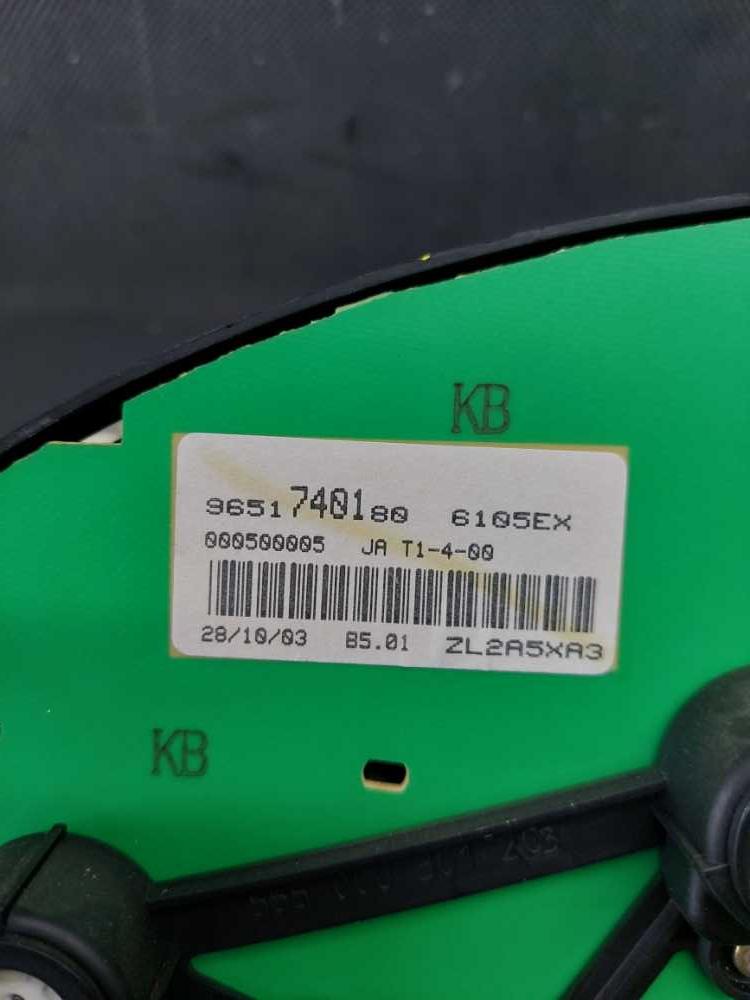 KB
9651740180 6105EX
000500005 JA T1-4-00
28/10/03 B5.01 ZL2A5XA3
KB